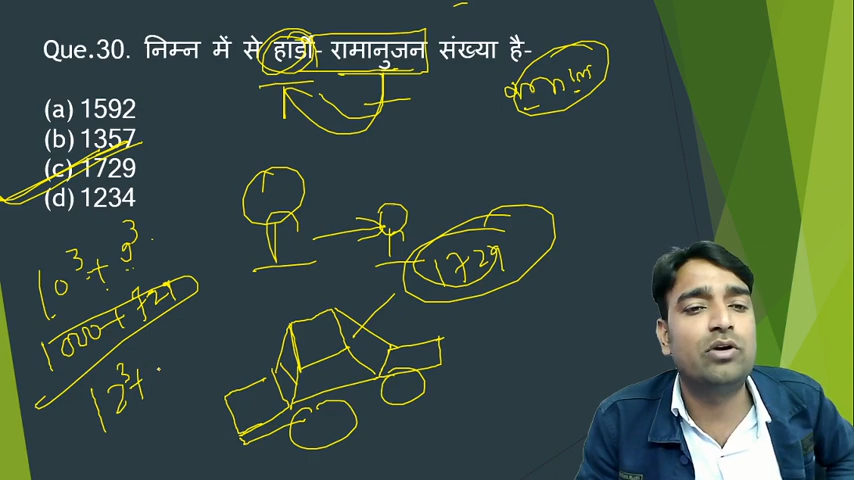 Que.30. निम्न में से हार्डी- रामानुजन संख्या है-
(a) 1592
(b) 1357
(c) 1729
(d) 1234
10³ + 9³
1000 + 729
12³ +
1729